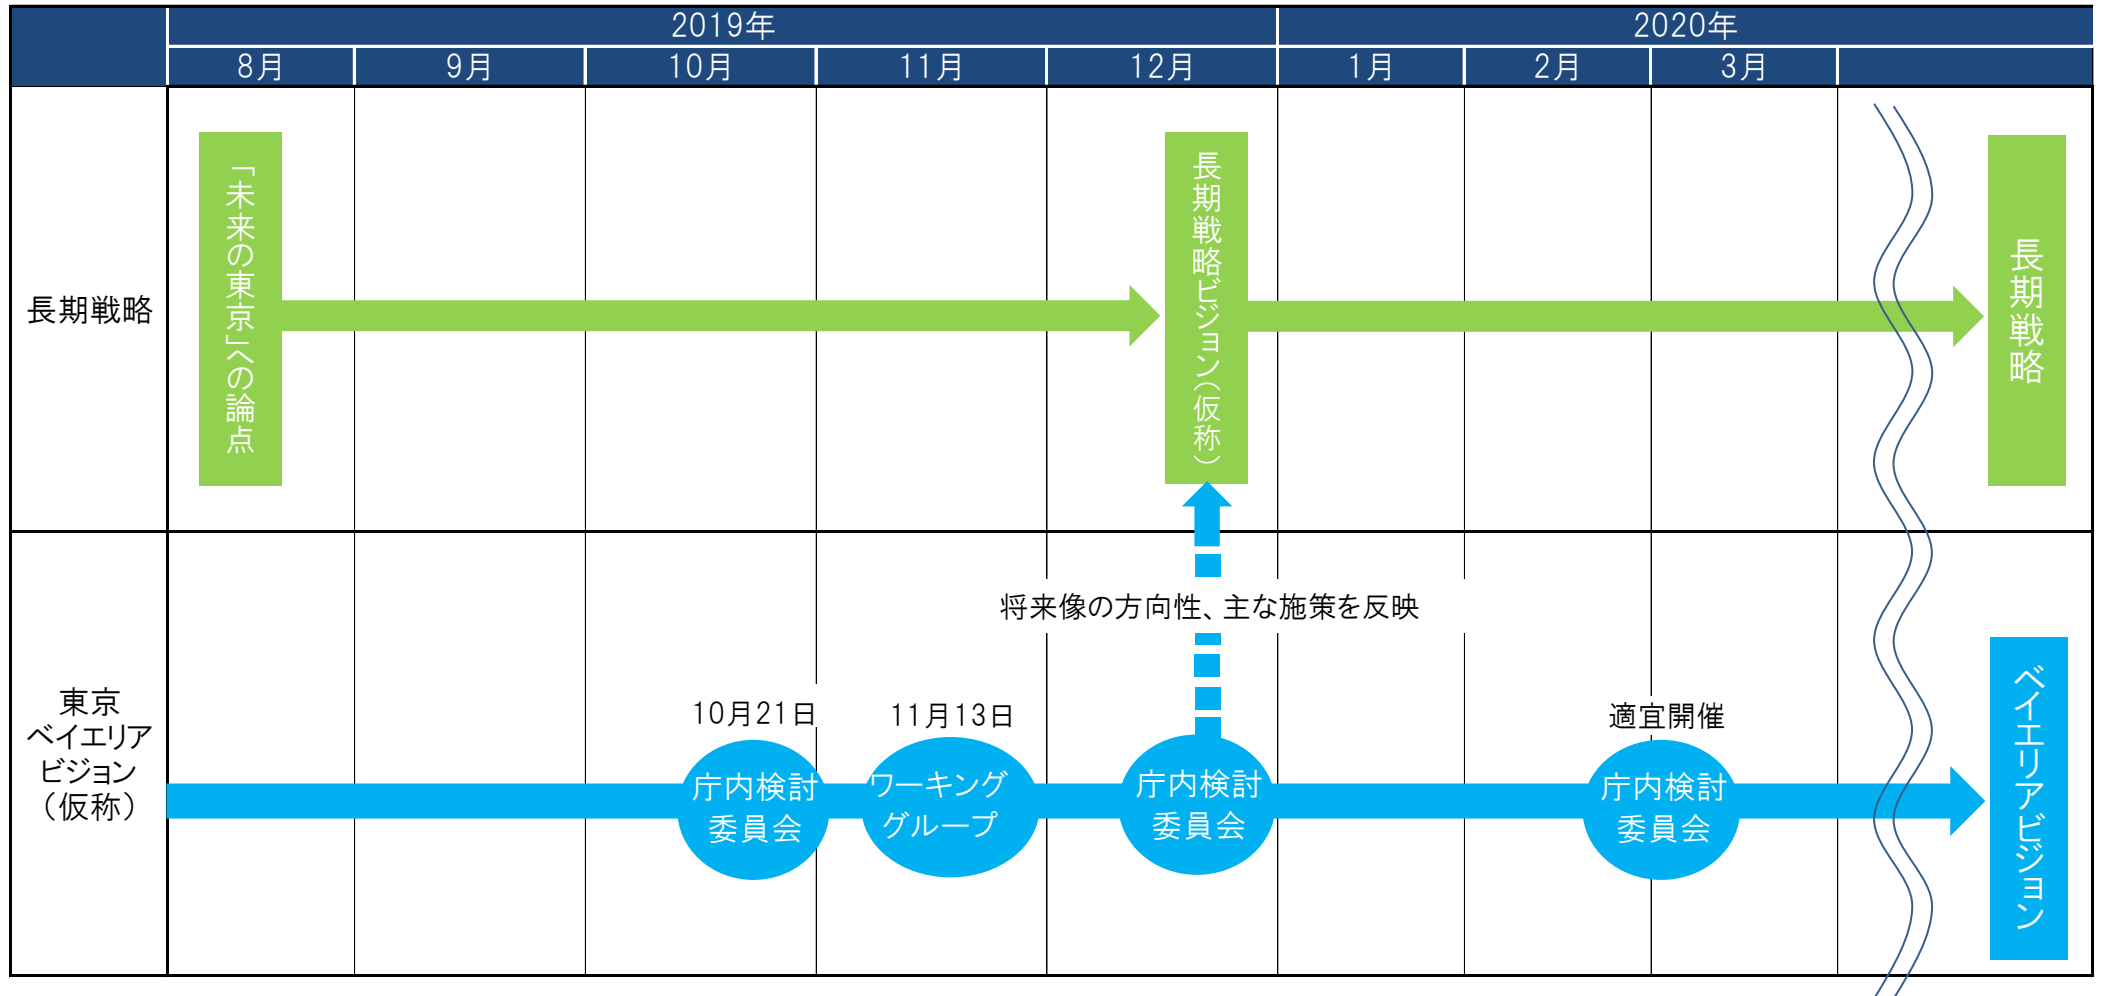 2019年
2020年
8月
9月
10月
11月
12月
1月
2月
3月
長期戦略
「未来の東京」への論点
長期戦略ビジョン(仮称)
長期戦略
将来像の方向性、主な施策を反映
東京
ベイエリア
ビジョン
（仮称）
10月21日
庁内検討
委員会
11月13日
ワーキング
グループ
庁内検討
委員会
適宜開催
庁内検討
委員会
ベイエリアビジョン